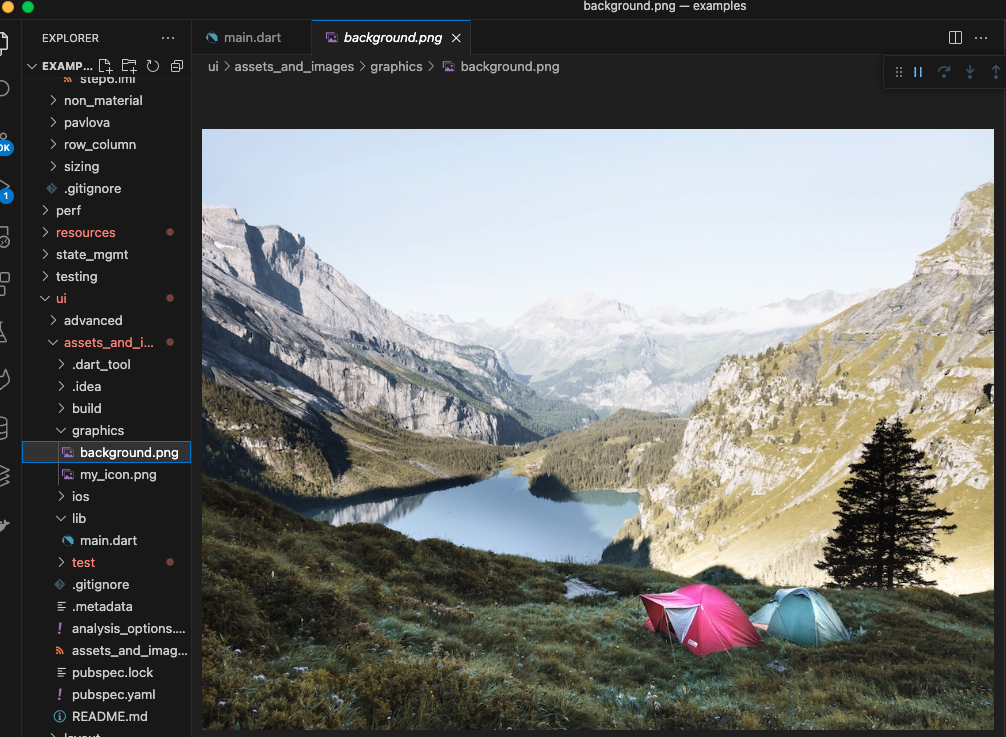 background.png — examples
EXPLORER
main.dart
background.png
EXAMP...
ui > assets_and_images > graphics > background.png
step6.iml
non_material
pavlova
row_column
sizing
.gitignore
perf
resources
state_mgmt
testing
ui
advanced
assets_and_i...
.dart_tool
.idea
build
graphics
background.png
my_icon.png
ios
lib
main.dart
test
.gitignore
.metadata
analysis_options....
assets_and_imag...
pubspec.lock
pubspec.yaml
README.md
layout
1